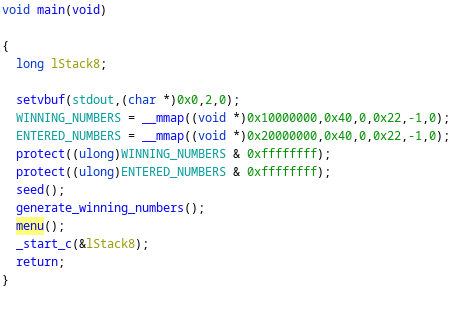 void main(void)
{
long lStack8;
setvbuf(stdout,(char *)0x0,2,0);
WINNING_NUMBERS = __mmap((void *)0x10000000,0x40,0,0x22,-1,0);
ENTERED_NUMBERS = __mmap((void *)0x20000000,0x40,0,0x22,-1,0);
protect((ulong)WINNING_NUMBERS & 0xffffffff);
protect((ulong)ENTERED_NUMBERS & 0xffffffff);
seed();
generate_winning_numbers();
menu();
_start_c(&lStack8);
return;
}